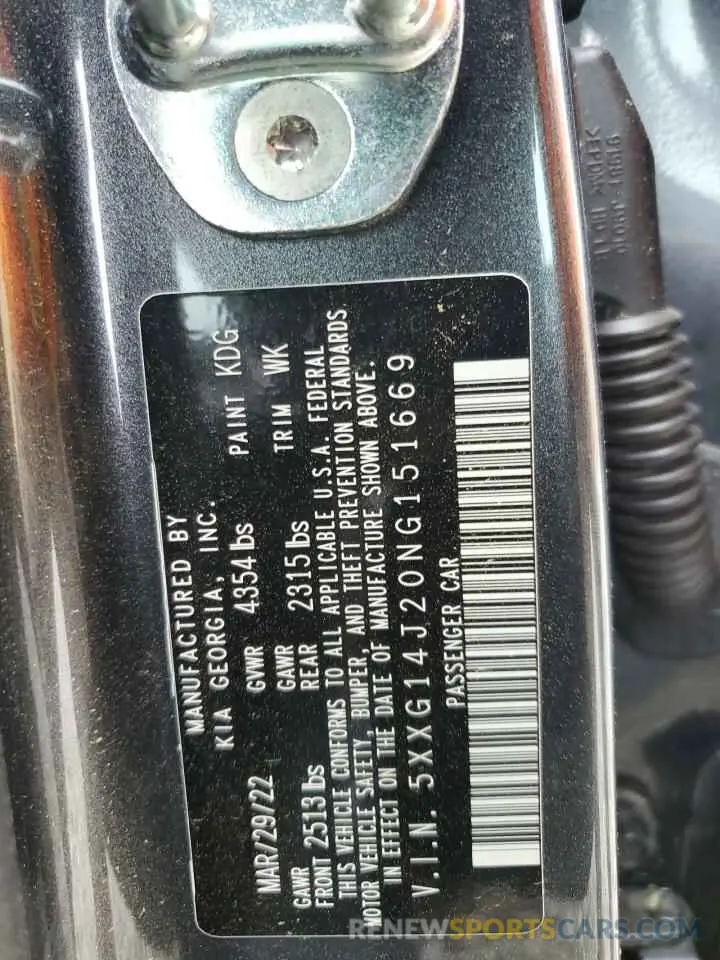 MANUFACTURED BY
KIA GEORGIA, INC.
MAR/29/22 GVWR 4354 lbs PAINT KDG
GAWR GAWR TRIM WK
FRONT 2513 lbs REAR 2315 lbs
THIS VEHICLE CONFORMS TO ALL APPLICABLE U.S.A. FEDERAL
MOTOR VEHICLE SAFETY, BUMPER, AND THEFT PREVENTION STANDARDS
IN EFFECT ON THE DATE OF MANUFACTURE SHOWN ABOVE.
V.I.N. 5XXG14J20NG151669
PASSENGER CAR
RENEWSPORTSCARS.COM